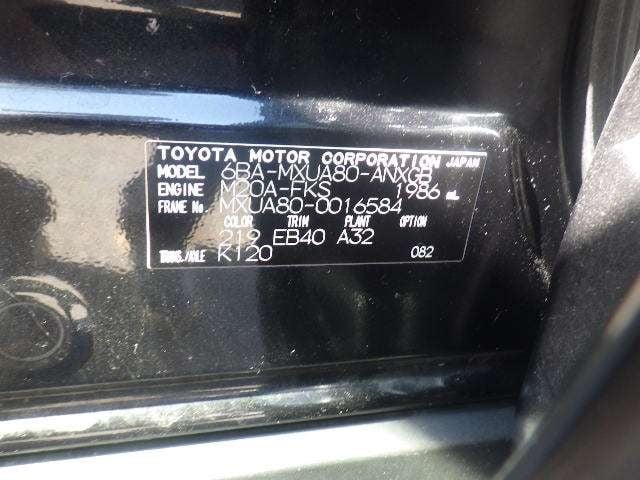 TOYOTA MOTOR CORPORATION JAPAN
MODEL 6BA-MXUA80-ANXGB
ENGINE M20A-FKS 1986 mL
FRAME No. MXUA80-0016584
COLOR TRIM PLANT OPTION
219 EB40 A32
TRANS./AXLE K120 082